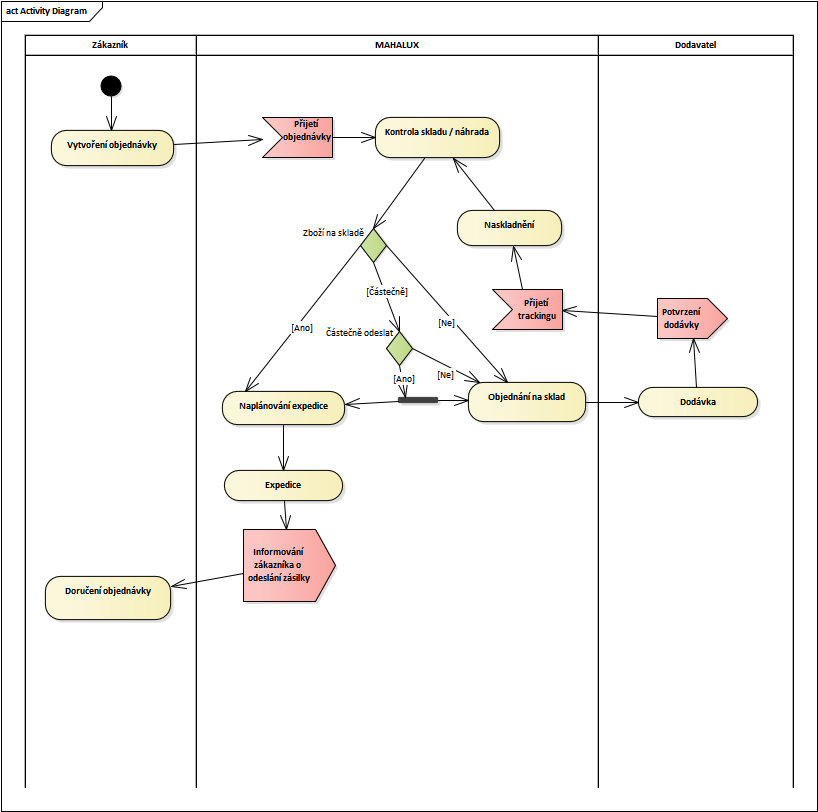 act Activity Diagram
Zákazník
MAHALUX
Dodavatel
Vytvoření objednávky
Přijetí
objednávky
Kontrola skladu / náhrada
Zboží na skladě
Naskladnění
[Částečně]
Přijetí
trackingu
Potvrzení
dodávky
[Ano]
[Ne]
Částečně odeslat
[Ano]
[Ne]
Naplánování expedice
Objednání na sklad
Dodávka
Expedice
Informování
zákazníka o
odeslání zásilky
Doručení objednávky